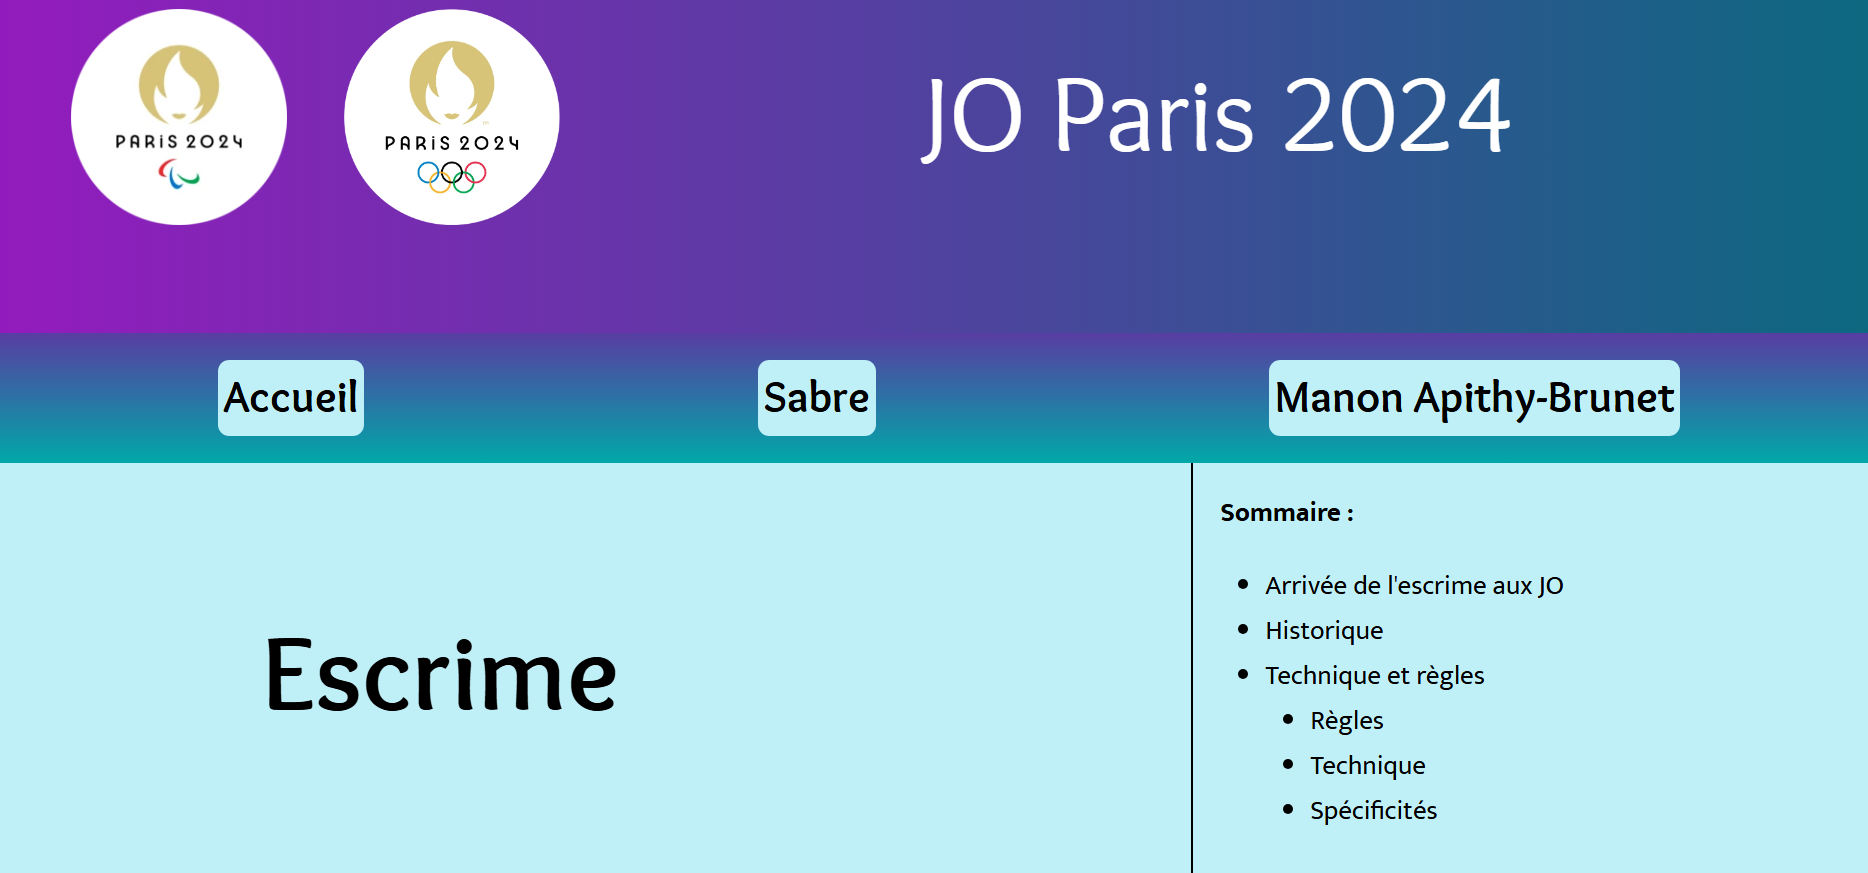 PARIS 2024
PARIS 2024
JO Paris 2024
Accueil
Sabre
Manon Apithy-Brunet
Escrime
Sommaire :
Arrivée de l'escrime aux JO
Historique
Technique et règles
Règles
Technique
Spécificités